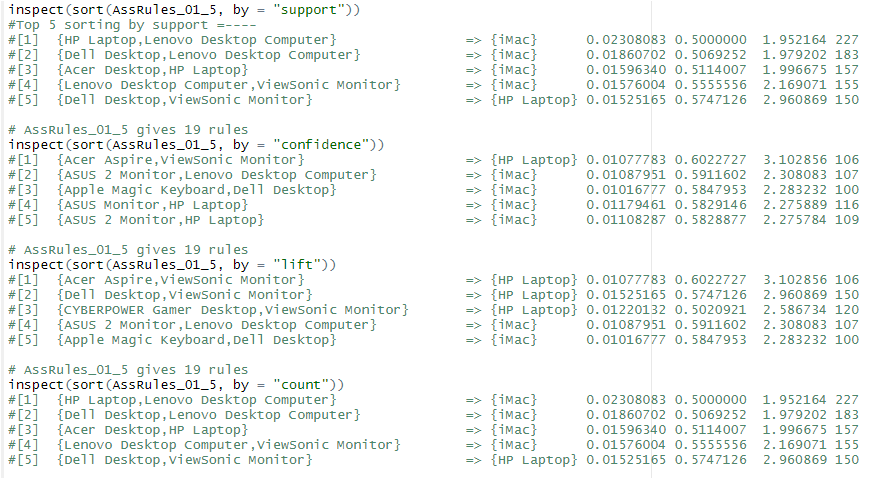 inspect(sort(AssRules_01_5, by = "support"))
#Top 5 sorting by support =----
#[1] {HP Laptop,Lenovo Desktop Computer} => {iMac} 0.02308083 0.5000000 1.952164 227
#[2] {Dell Desktop,Lenovo Desktop Computer} => {iMac} 0.01860702 0.5069252 1.979202 183
#[3] {Acer Desktop,HP Laptop} => {iMac} 0.01596340 0.5114007 1.996675 157
#[4] {Lenovo Desktop Computer,ViewSonic Monitor} => {iMac} 0.01576004 0.5555556 2.169071 155
#[5] {Dell Desktop,ViewSonic Monitor} => {HP Laptop} 0.01525165 0.5747126 2.960869 150
# AssRules_01_5 gives 19 rules
inspect(sort(AssRules_01_5, by = "confidence"))
#[1] {Acer Aspire,ViewSonic Monitor} => {HP Laptop} 0.01077783 0.6022727 3.102856 106
#[2] {ASUS 2 Monitor,Lenovo Desktop Computer} => {iMac} 0.01087951 0.5911602 2.308083 107
#[3] {Apple Magic Keyboard,Dell Desktop} => {iMac} 0.01016777 0.5847953 2.283232 100
#[4] {ASUS Monitor,HP Laptop} => {iMac} 0.01179461 0.5829146 2.275889 116
#[5] {ASUS 2 Monitor,HP Laptop} => {iMac} 0.01108287 0.5828877 2.275784 109
# AssRules_01_5 gives 19 rules
inspect(sort(AssRules_01_5, by = "lift"))
#[1] {Acer Aspire,ViewSonic Monitor} => {HP Laptop} 0.01077783 0.6022727 3.102856 106
#[2] {Dell Desktop,ViewSonic Monitor} => {HP Laptop} 0.01525165 0.5747126 2.960869 150
#[3] {CYBERPOWER Gamer Desktop,ViewSonic Monitor} => {HP Laptop} 0.01220132 0.5020921 2.586734 120
#[4] {ASUS 2 Monitor,Lenovo Desktop Computer} => {iMac} 0.01087951 0.5911602 2.308083 107
#[5] {Apple Magic Keyboard,Dell Desktop} => {iMac} 0.01016777 0.5847953 2.283232 100
# AssRules_01_5 gives 19 rules
inspect(sort(AssRules_01_5, by = "count"))
#[1] {HP Laptop,Lenovo Desktop Computer} => {iMac} 0.02308083 0.5000000 1.952164 227
#[2] {Dell Desktop,Lenovo Desktop Computer} => {iMac} 0.01860702 0.5069252 1.979202 183
#[3] {Acer Desktop,HP Laptop} => {iMac} 0.01596340 0.5114007 1.996675 157
#[4] {Lenovo Desktop Computer,ViewSonic Monitor} => {iMac} 0.01576004 0.5555556 2.169071 155
#[5] {Dell Desktop,ViewSonic Monitor} => {HP Laptop} 0.01525165 0.5747126 2.960869 150